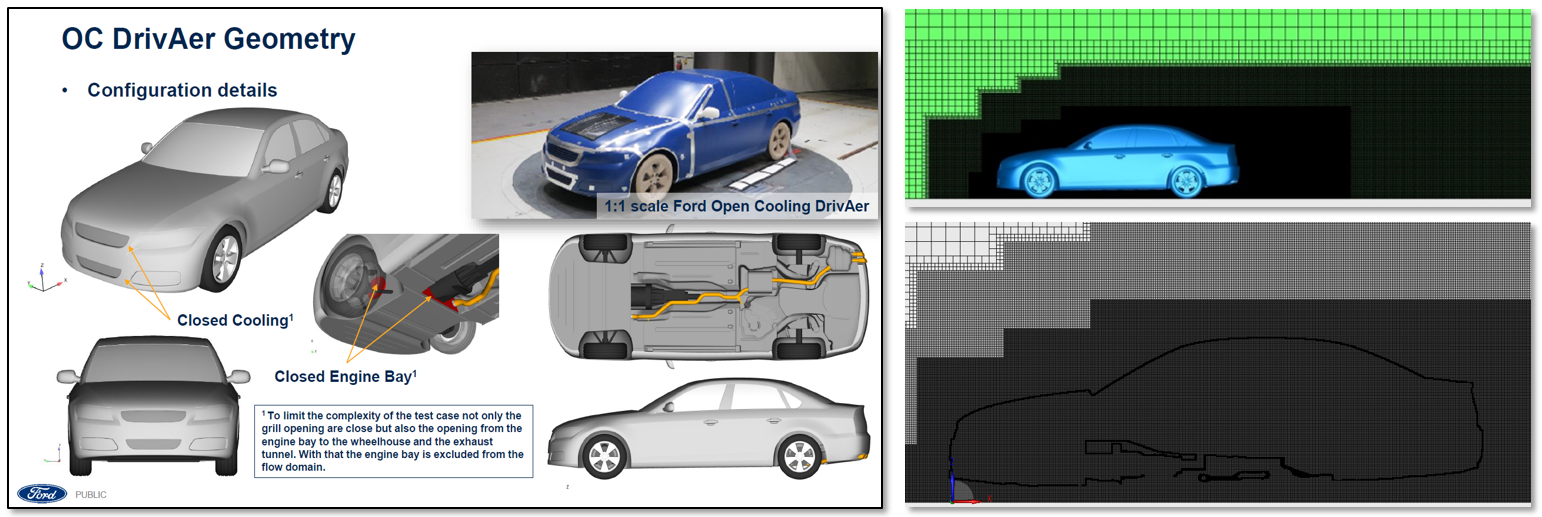 OC DrivAer Geometry
• Configuration details
1:1 scale Ford Open Cooling DrivAer
Closed Cooling¹
Closed Engine Bay¹
¹ To limit the complexity of the test case not only the
grill opening are close but also the opening from the
engine bay to the wheelhouse and the exhaust
tunnel. With that the engine bay is excluded from the
flow domain.
Ford
PUBLIC